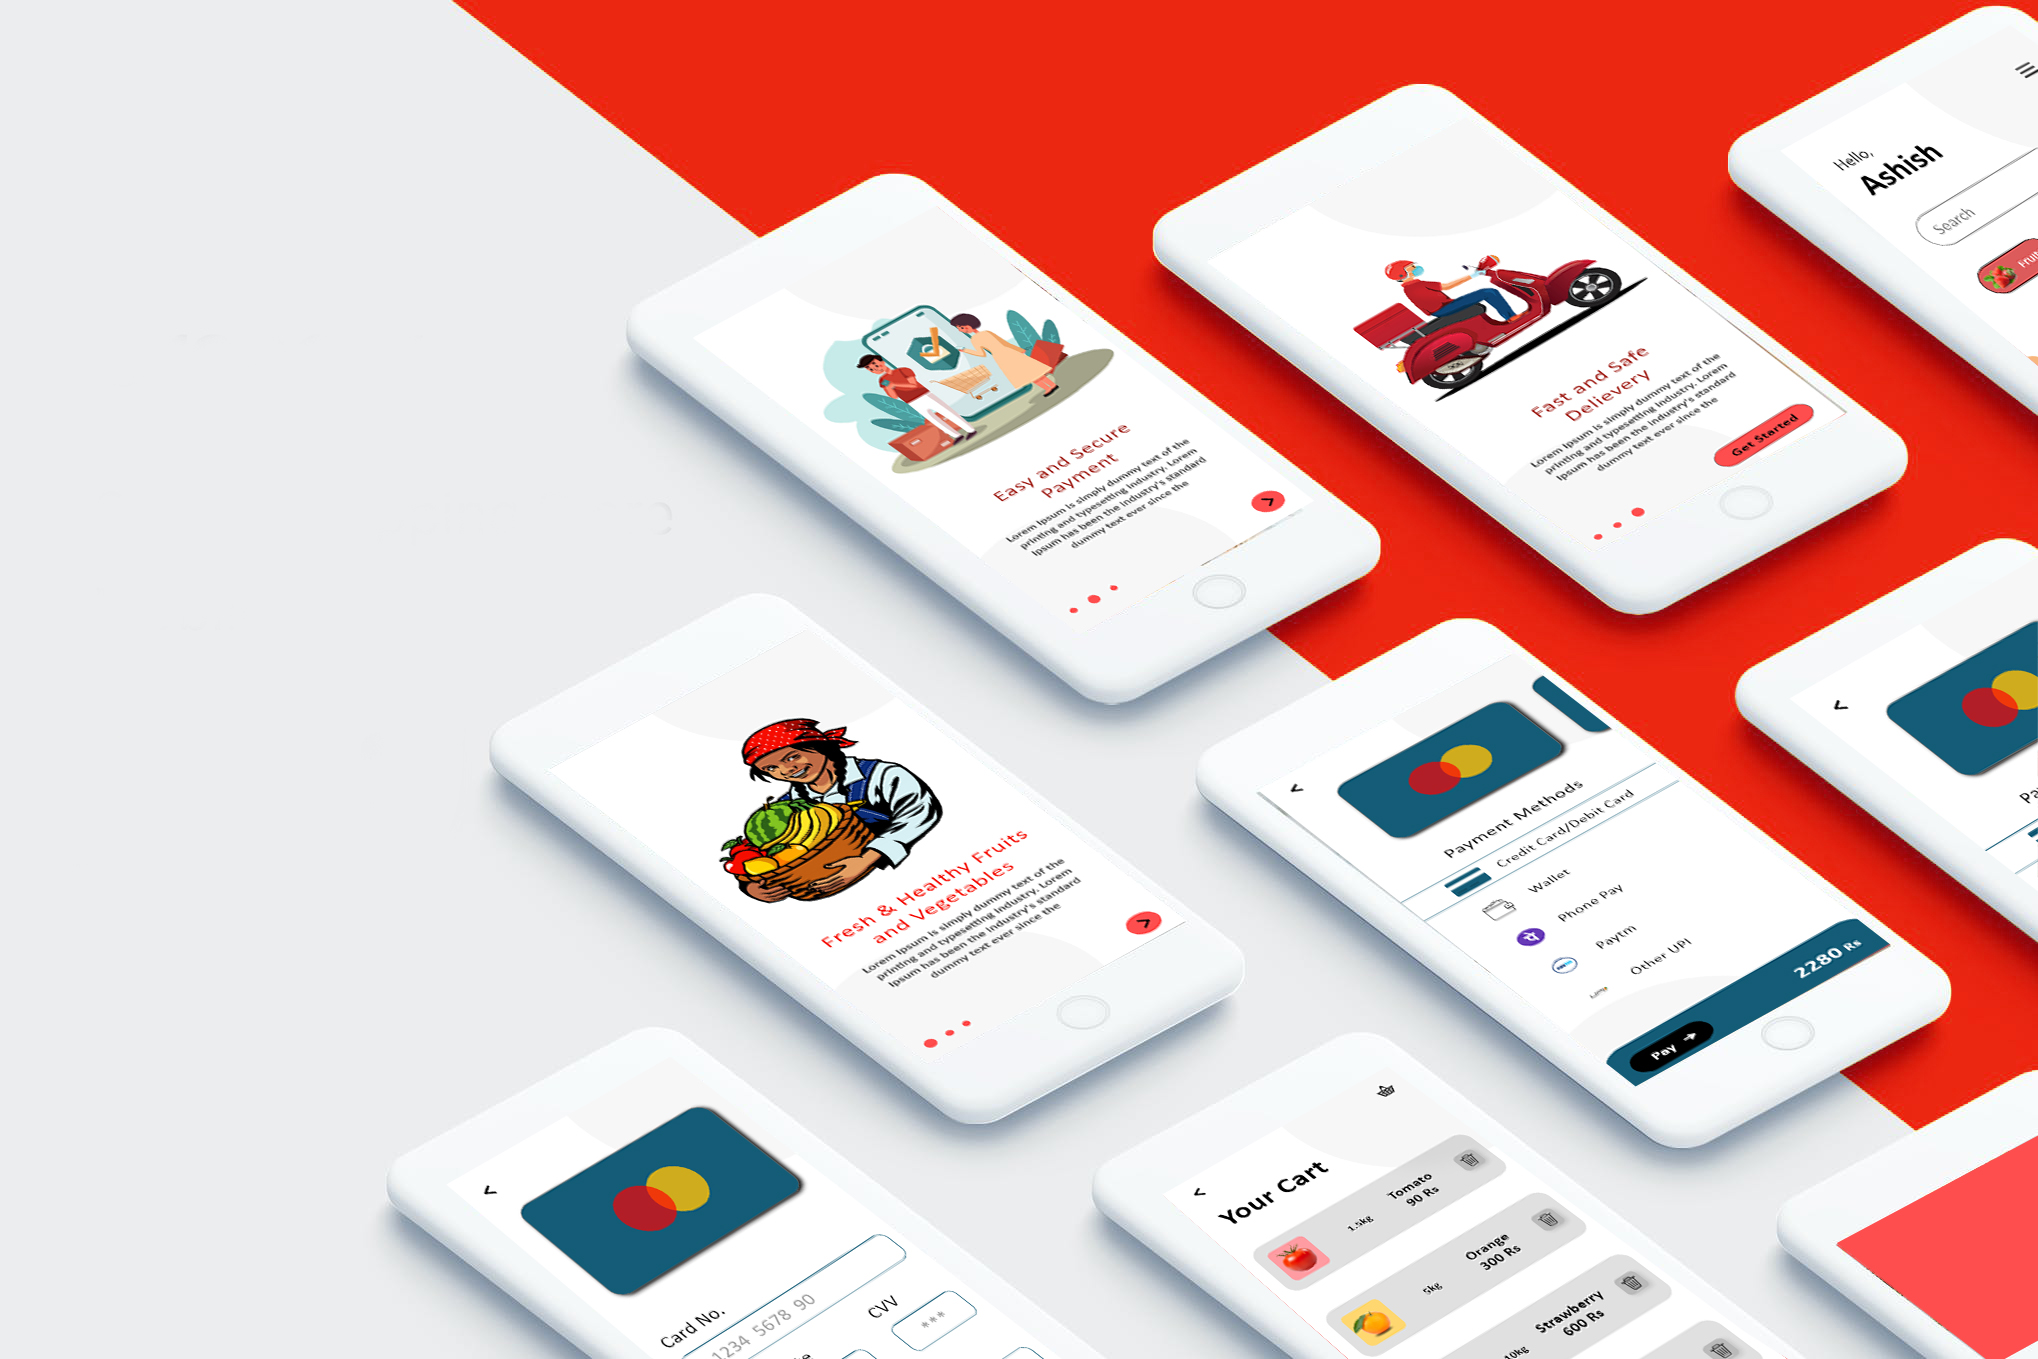 Easy and Secure
Payment
Lorem Ipsum is simply dummy text of the
printing and typesetting industry. Lorem
Ipsum has been the industry's standard
dummy text ever since the
Fast and Safe
Delievery
Lorem Ipsum is simply dummy text of the
printing and typesetting industry. Lorem
Ipsum has been the industry's standard
dummy text ever since the
Get Started
Hello,
Ashish
Search
Fresh & Healthy Fruits
and Vegetables
Lorem Ipsum is simply dummy text of the
printing and typesetting industry. Lorem
Ipsum has been the industry's standard
dummy text ever since the
Payment Methods
Credit Card/Debit Card
Wallet
Phone Pay
Paytm
Other UPI
2280 Rs
Pay
Card No.
1234 5678 90
CVV
***
Your Cart
Tomato
1.5kg
90 Rs
Orange
5kg
300 Rs
Strawberry
10kg
600 Rs